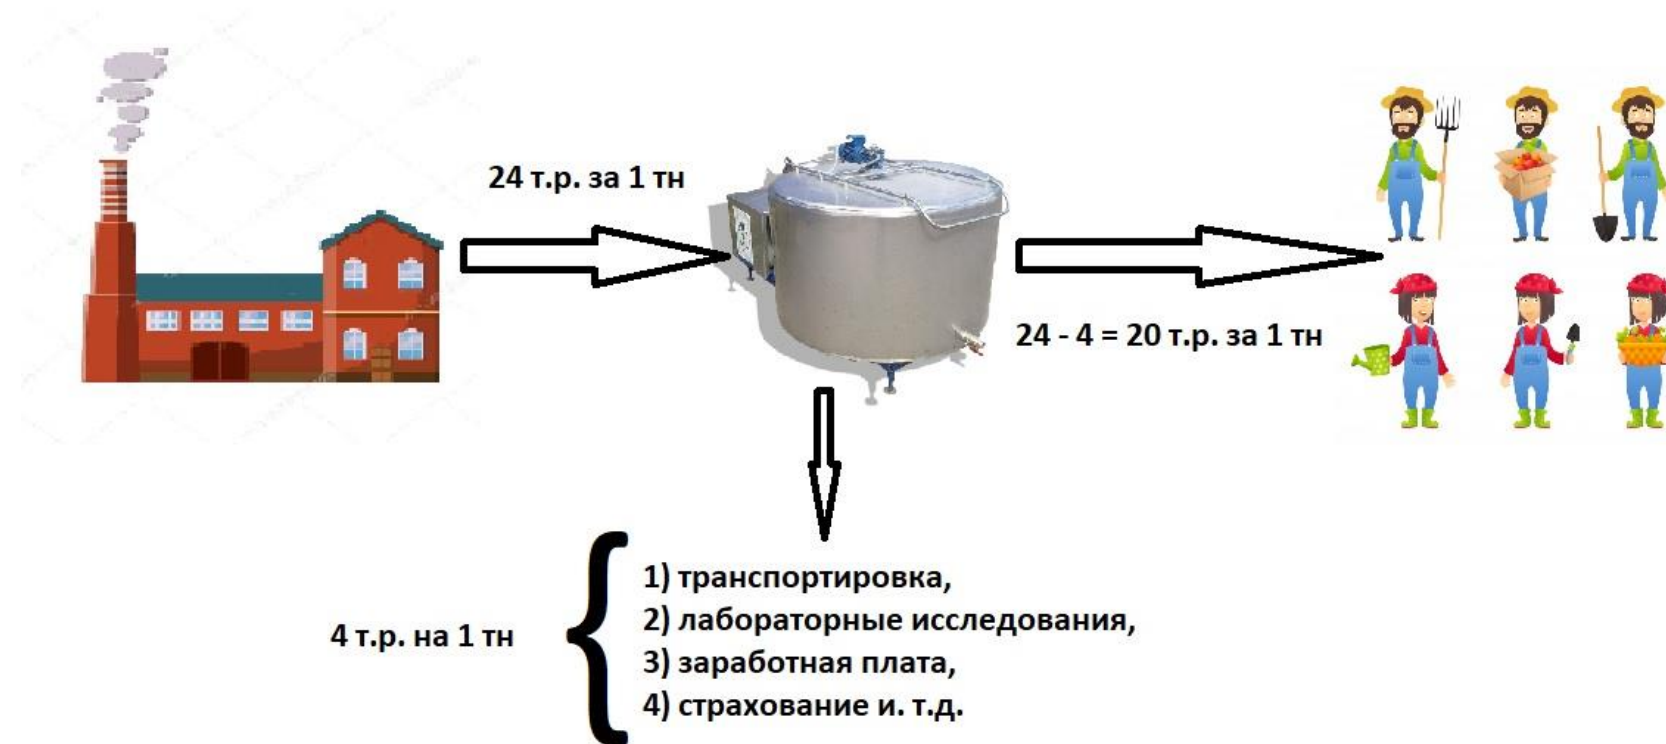 24 т.р. за 1 тн
24 - 4 = 20 т.р. за 1 тн
4 т.р. на 1 тн
1) транспортировка,
2) лабораторные исследования,
3) заработная плата,
4) страхование и. т.д.